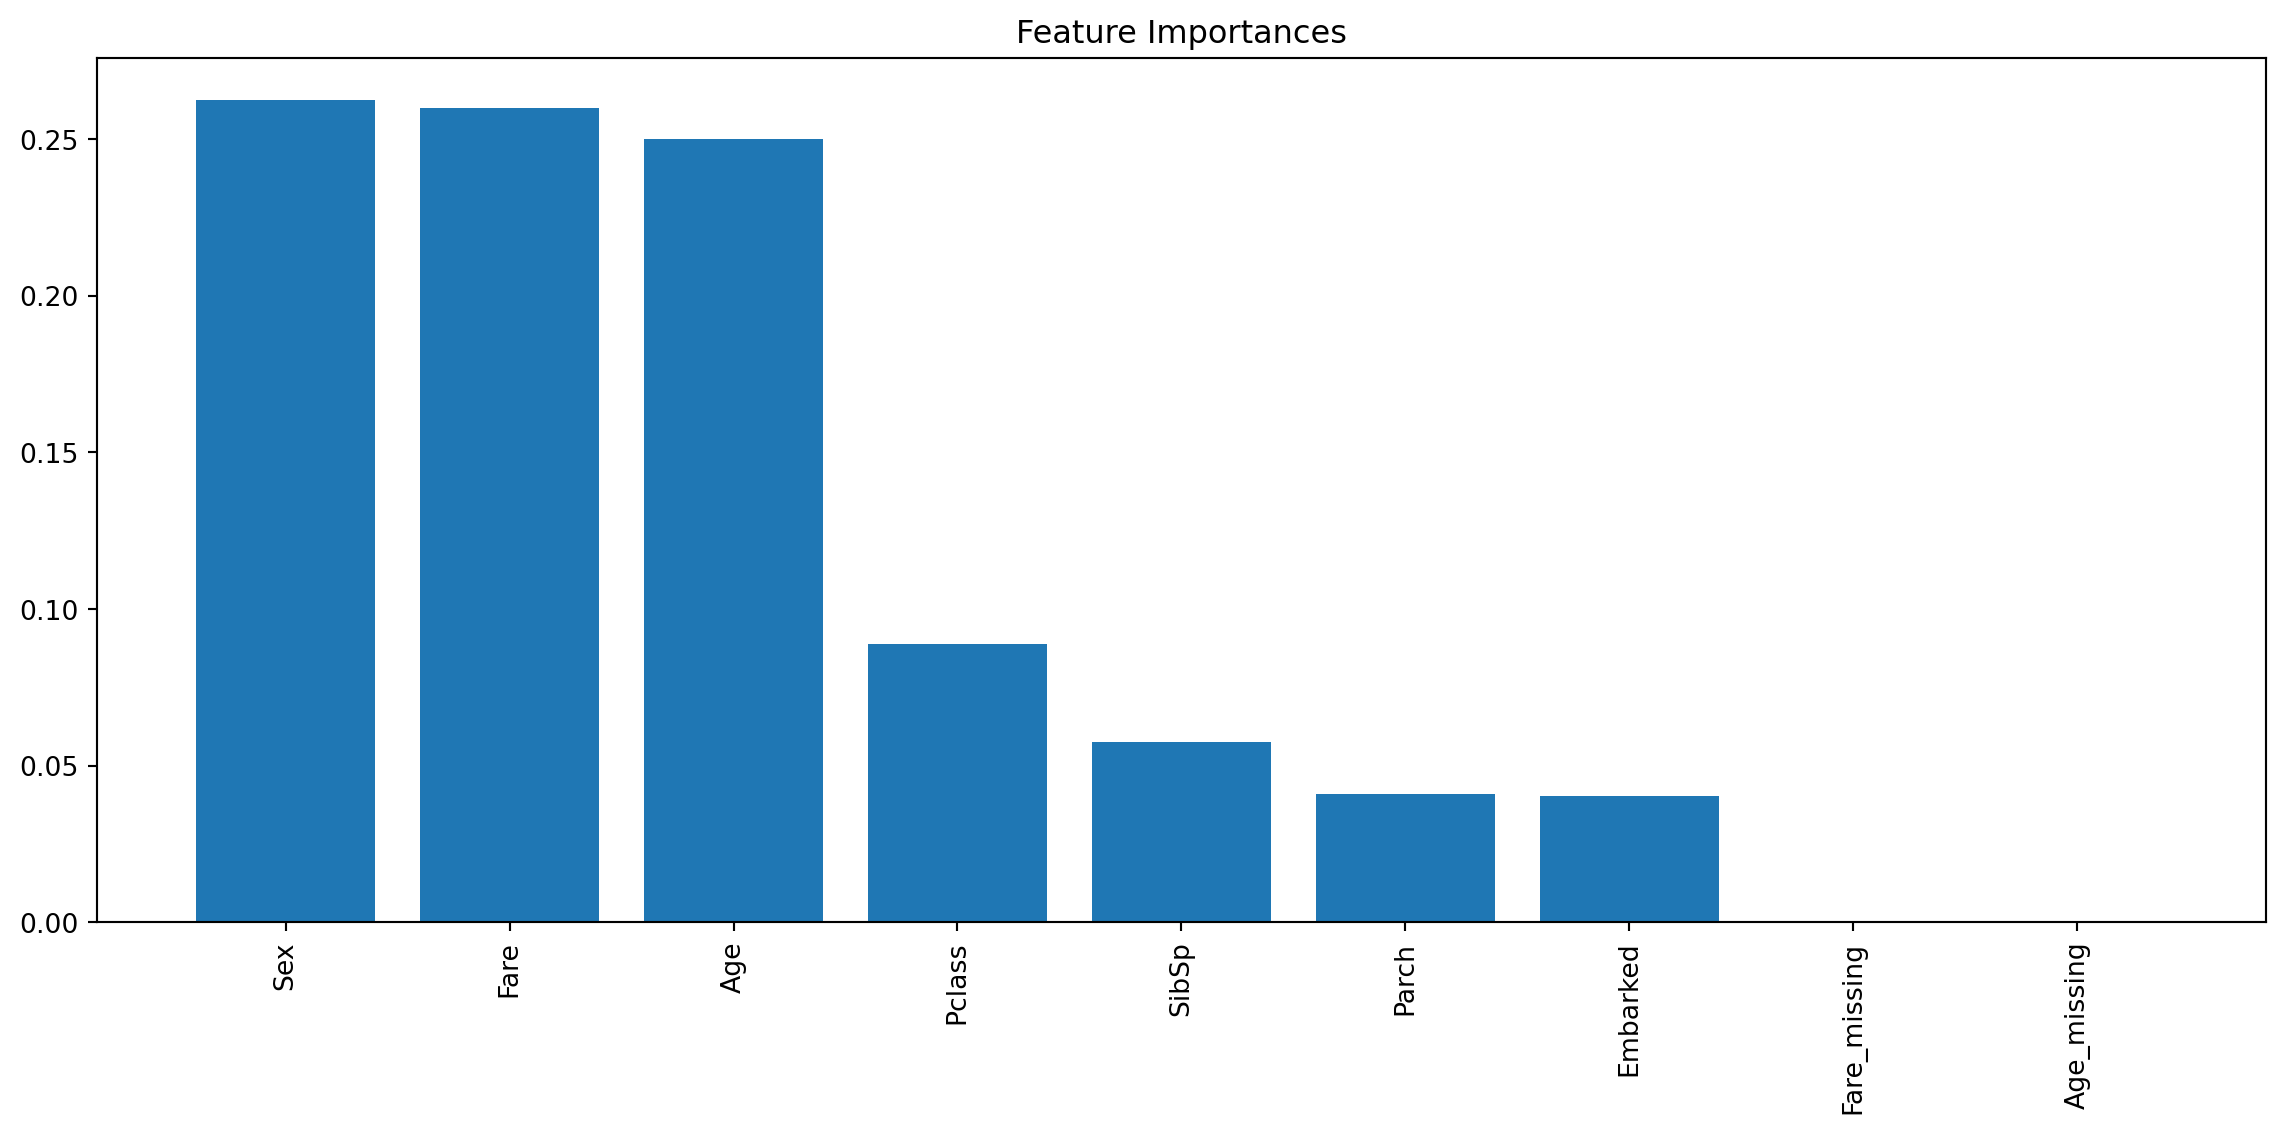 Feature Importances
0.25
0.20
0.15
0.10
0.05
0.00
Sex
Fare
Age
Pclass
SibSp
Parch
Embarked
Fare_missing
Age_missing